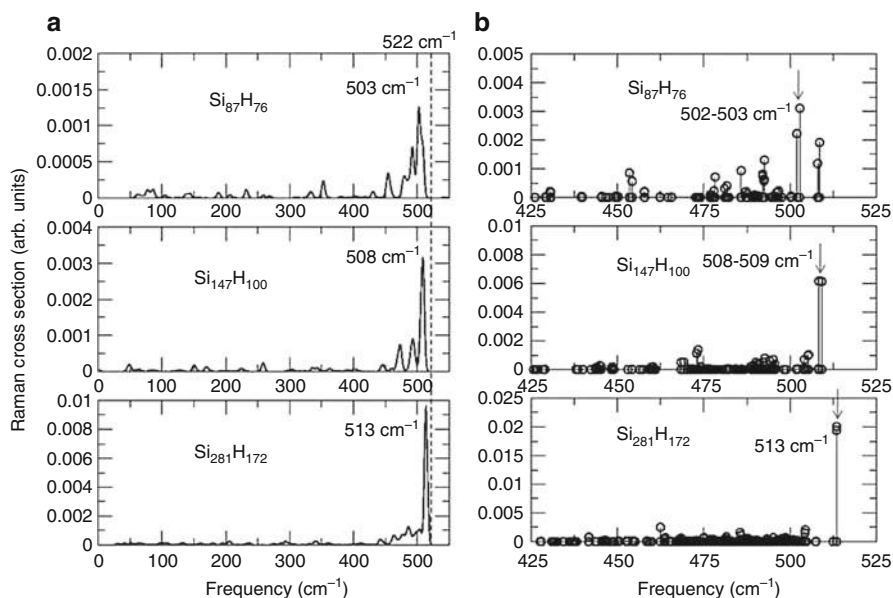 a
522 cm⁻¹
Raman cross section (arb. units)
0.002
0.0015
0.001
0.0005
0
Si₈₇H₇₆
503 cm⁻¹
0 100 200 300 400 500
0.004
0.003
0.002
0.001
0
Si₁₄₇H₁₀₀
508 cm⁻¹
0 100 200 300 400 500
0.01
0.008
0.006
0.004
0.002
0
Si₂₈₁H₁₇₂
513 cm⁻¹
0 100 200 300 400 500
Frequency (cm⁻¹)
b
0.005
0.004
0.003
0.002
0.001
0
Si₈₇H₇₆
502-503 cm⁻¹
425 450 475 500 525
0.01
0.008
0.006
0.004
0.002
0
Si₁₄₇H₁₀₀
508-509 cm⁻¹
425 450 475 500 525
0.025
0.02
0.015
0.01
0.005
0
Si₂₈₁H₁₇₂
513 cm⁻¹
425 450 475 500 525
Frequency (cm⁻¹)